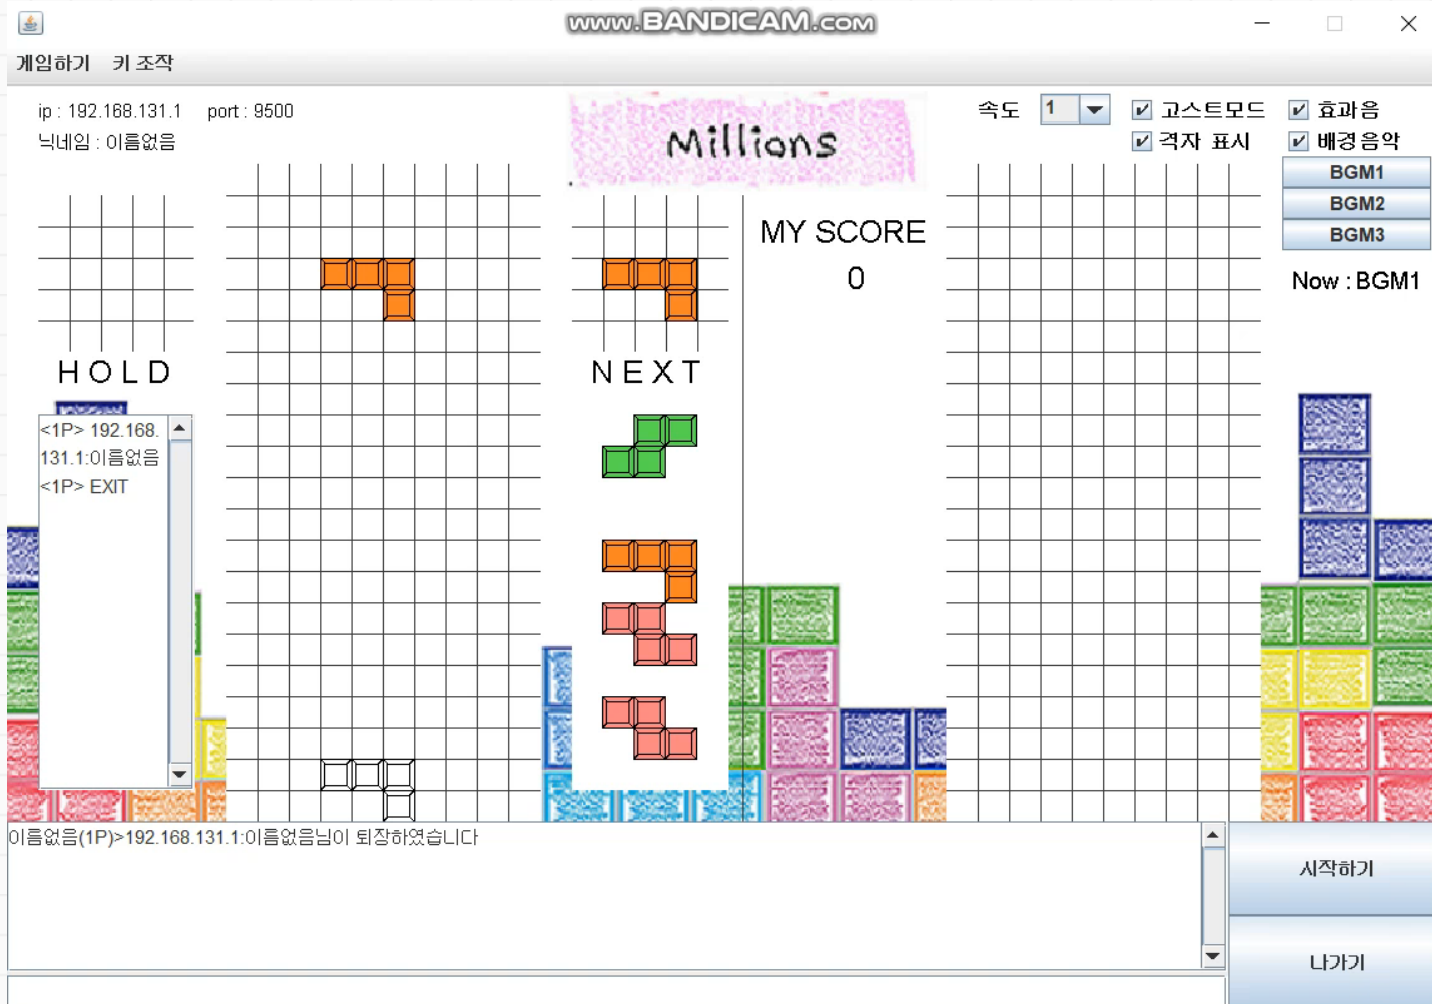 www.BANDICAM.com
게임하기 키 조작
ip : 192.168.131.1 port : 9500
닉네임 : 이름없음
Millions
속도 1 고스트모드 효과음
격자 표시 배경음악
BGM1
BGM2
BGM3
Now : BGM1
MY SCORE
0
HOLD
NEXT
<1P> 192.168.
131.1:이름없음
<1P> EXIT
이름없음(1P)>192.168.131.1:이름없음님이 퇴장하였습니다
시작하기
나가기